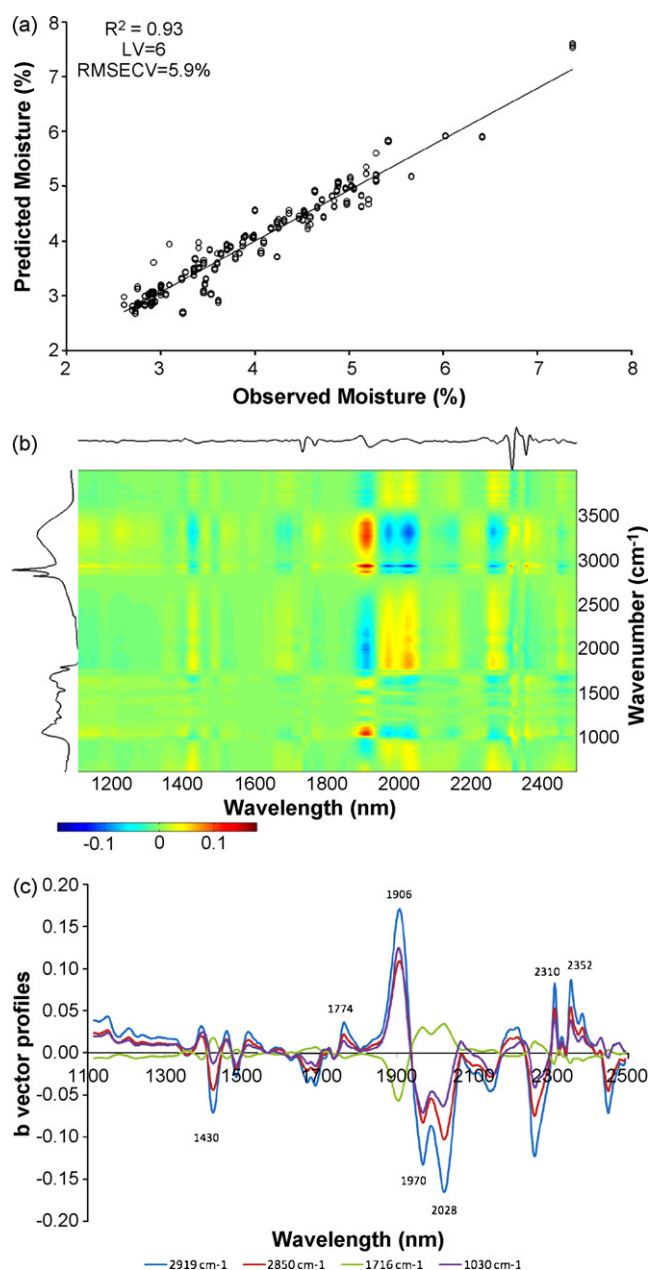 (a)
R² = 0.93
LV=6
RMSECV=5.9%
Predicted Moisture (%)
8
7
6
5
4
3
2
2 3 4 5 6 7 8
Observed Moisture (%)
(b)
3500
3000
2500
2000
1500
1000
Wavenumber (cm-1)
1200 1400 1600 1800 2000 2200 2400
Wavelength (nm)
-0.1 0 0.1
(c)
b vector profiles
0.20
0.15
0.10
0.05
0.00
-0.05
-0.10
-0.15
-0.20
1906
1774
2310 2352
1100 1300 1500 1700 1900 2100 2300 2500
1430
1970
2028
Wavelength (nm)
2919 cm-1 2850 cm-1 1716 cm-1 1030 cm-1